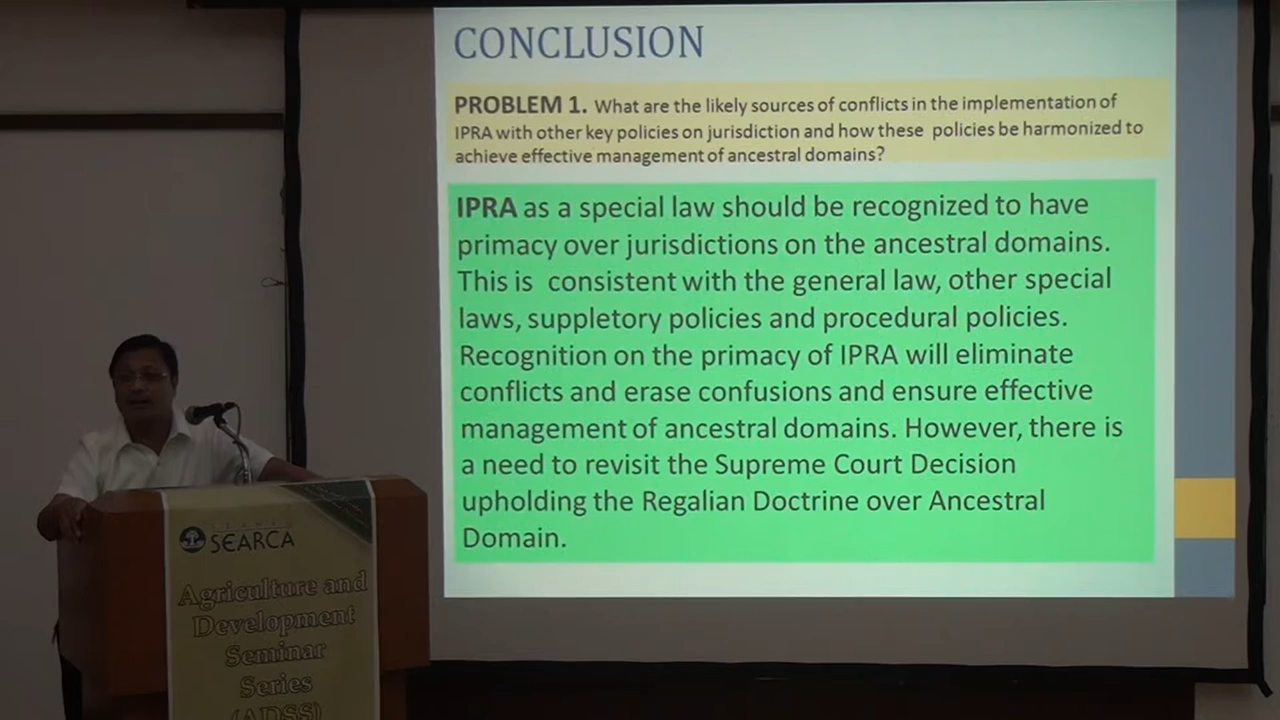 CONCLUSION
PROBLEM 1. What are the likely sources of conflicts in the implementation of
IPRA with other key policies on jurisdiction and how these policies be harmonized to
achieve effective management of ancestral domains?
IPRA as a special law should be recognized to have
primacy over jurisdictions on the ancestral domains.
This is consistent with the general law, other special
laws, suppletory policies and procedural policies.
Recognition on the primacy of IPRA will eliminate
conflicts and erase confusions and ensure effective
management of ancestral domains. However, there is
a need to revisit the Supreme Court Decision
upholding the Regalian Doctrine over Ancestral
Domain.
SEARCA
Agriculture and
Development
Seminar
Series
(ADSS)